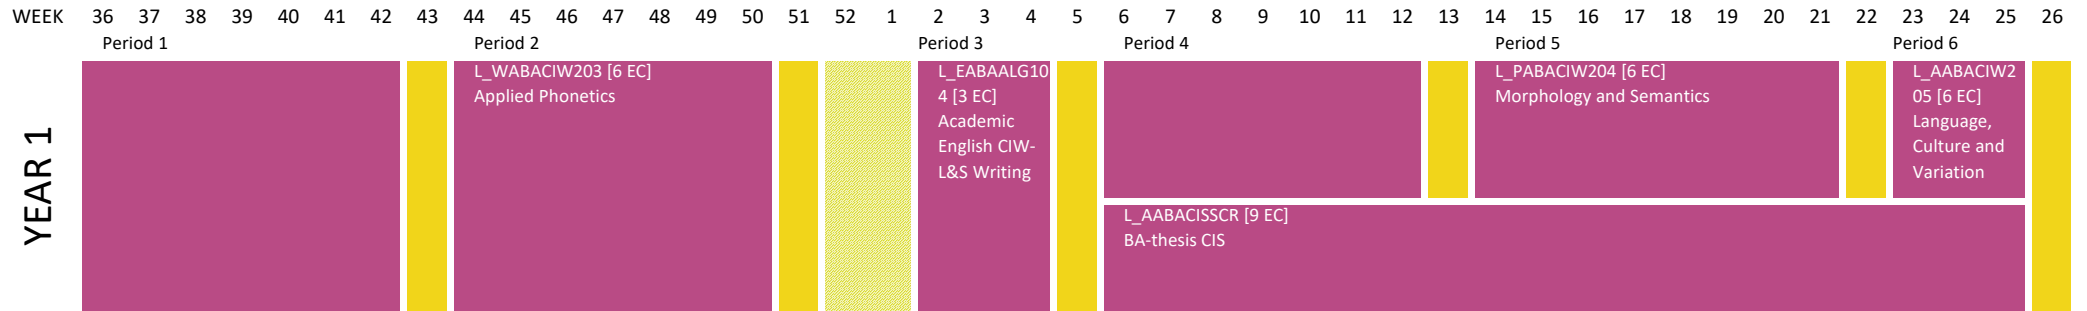 WEEK 36 37 38 39 40 41 42 43 44 45 46 47 48 49 50 51 52 1 2 3 4 5 6 7 8 9 10 11 12 13 14 15 16 17 18 19 20 21 22 23 24 25 26
Period 1 Period 2 Period 3 Period 4 Period 5 Period 6
YEAR 1
L_WABACIW203 [6 EC]
Applied Phonetics
L_EABAALG10
4 [3 EC]
Academic
English CIW-
L&S Writing
L_PABACIW204 [6 EC]
Morphology and Semantics
L_AABACIW2
05 [6 EC]
Language,
Culture and
Variation
L_AABACISSCR [9 EC]
BA-thesis CIS